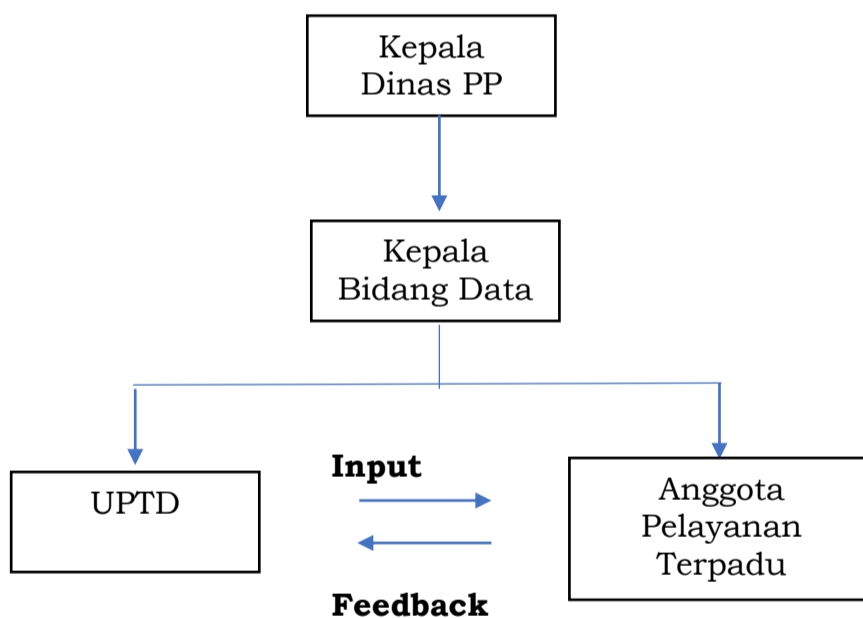 Kepala
Dinas PP
Kepala
Bidang Data
UPTD
Input
Feedback
Anggota
Pelayanan
Terpadu